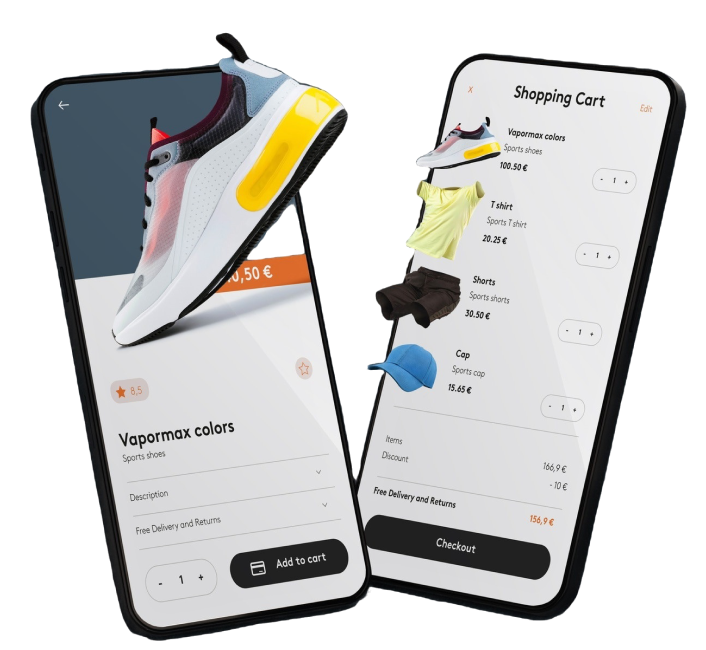 0,50 €
8,5
Vapormax colors
Sports shoes
Description
Free Delivery and Returns
- 1 +
Add to cart
x
Shopping Cart
Edit
Vapormax colors
Sports shoes
100.50 €
- 1 +
T shirt
Sports T shirt
20.25 €
- 1 +
Shorts
Sports shorts
30.50 €
- 1 +
Cap
Sports cap
15.65 €
- 1 +
Items
166,9 €
Discount
- 10 €
Free Delivery and Returns
156,9 €
Checkout